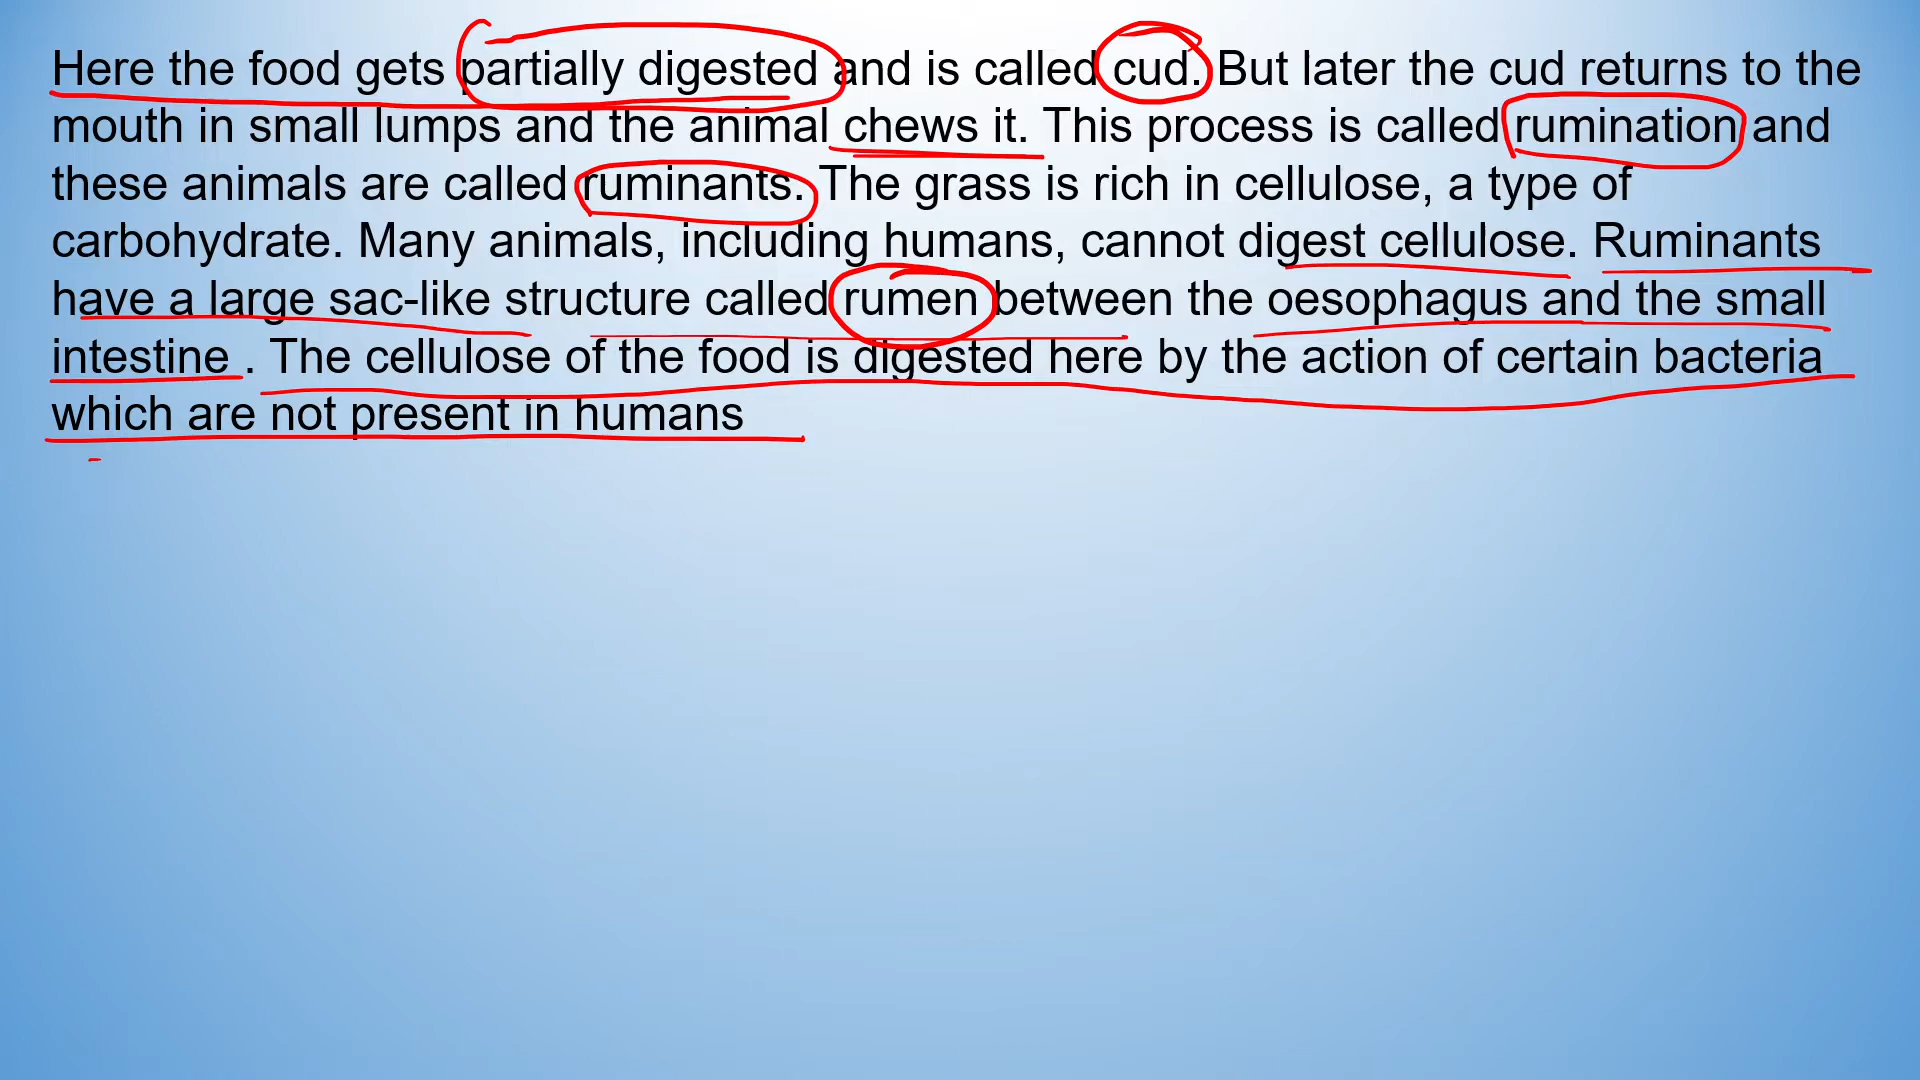 Here the food gets partially digested and is called cud. But later the cud returns to the
mouth in small lumps and the animal chews it. This process is called rumination and
these animals are called ruminants. The grass is rich in cellulose, a type of
carbohydrate. Many animals, including humans, cannot digest cellulose. Ruminants
have a large sac-like structure called rumen between the oesophagus and the small
intestine . The cellulose of the food is digested here by the action of certain bacteria
which are not present in humans